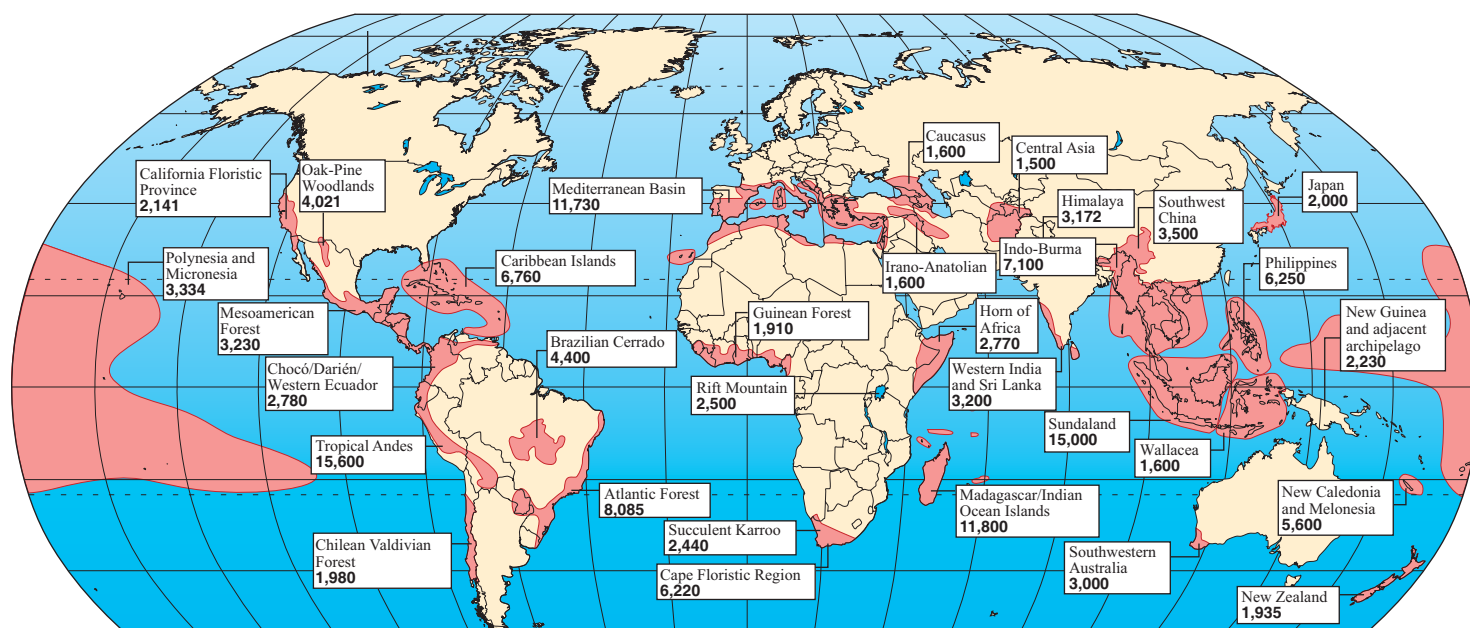 Caucasus
1,600
Central Asia
1,500
California Floristic
Province
2,141
Oak-Pine
Woodlands
4,021
Mediterranean Basin
11,730
Himalaya
3,172
Southwest
China
3,500
Japan
2,000
Polynesia and
Micronesia
3,334
Caribbean Islands
6,760
Irano-Anatolian
1,600
Indo-Burma
7,100
Philippines
6,250
Mesoamerican
Forest
3,230
Guinean Forest
1,910
Horn of
Africa
2,770
New Guinea
and adjacent
archipelago
2,230
Brazilian Cerrado
4,400
Chocó/Darién/
Western Ecuador
2,780
Rift Mountain
2,500
Western India
and Sri Lanka
3,200
Tropical Andes
15,600
Sundaland
15,000
Wallacea
1,600
Atlantic Forest
8,085
Madagascar/Indian
Ocean Islands
11,800
New Caledonia
and Melonesia
5,600
Chilean Valdivian
Forest
1,980
Succulent Karroo
2,440
Cape Floristic Region
6,220
Southwestern
Australia
3,000
New Zealand
1,935